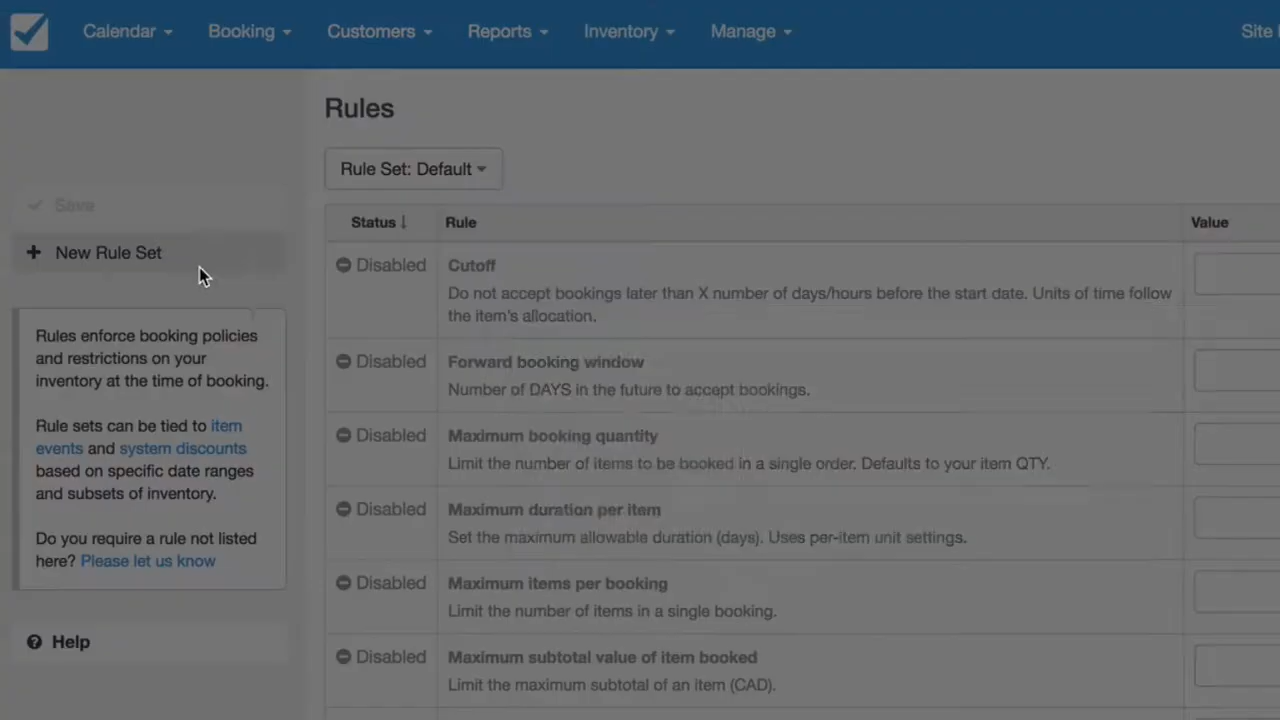 Calendar Booking Customers Reports Inventory Manage Site
Rules
Rule Set: Default
Save
New Rule Set
Rules enforce booking policies
and restrictions on your
inventory at the time of booking.
Rule sets can be tied to item
events and system discounts
based on specific date ranges
and subsets of inventory.
Do you require a rule not listed
here? Please let us know
Help
Status Rule Value
Disabled Cutoff
Do not accept bookings later than X number of days/hours before the start date. Units of time follow
the item's allocation.
Disabled Forward booking window
Number of DAYS in the future to accept bookings.
Disabled Maximum booking quantity
Limit the number of items to be booked in a single order. Defaults to your item QTY.
Disabled Maximum duration per item
Set the maximum allowable duration (days). Uses per-item unit settings.
Disabled Maximum items per booking
Limit the number of items in a single booking.
Disabled Maximum subtotal value of item booked
Limit the maximum subtotal of an item (CAD).